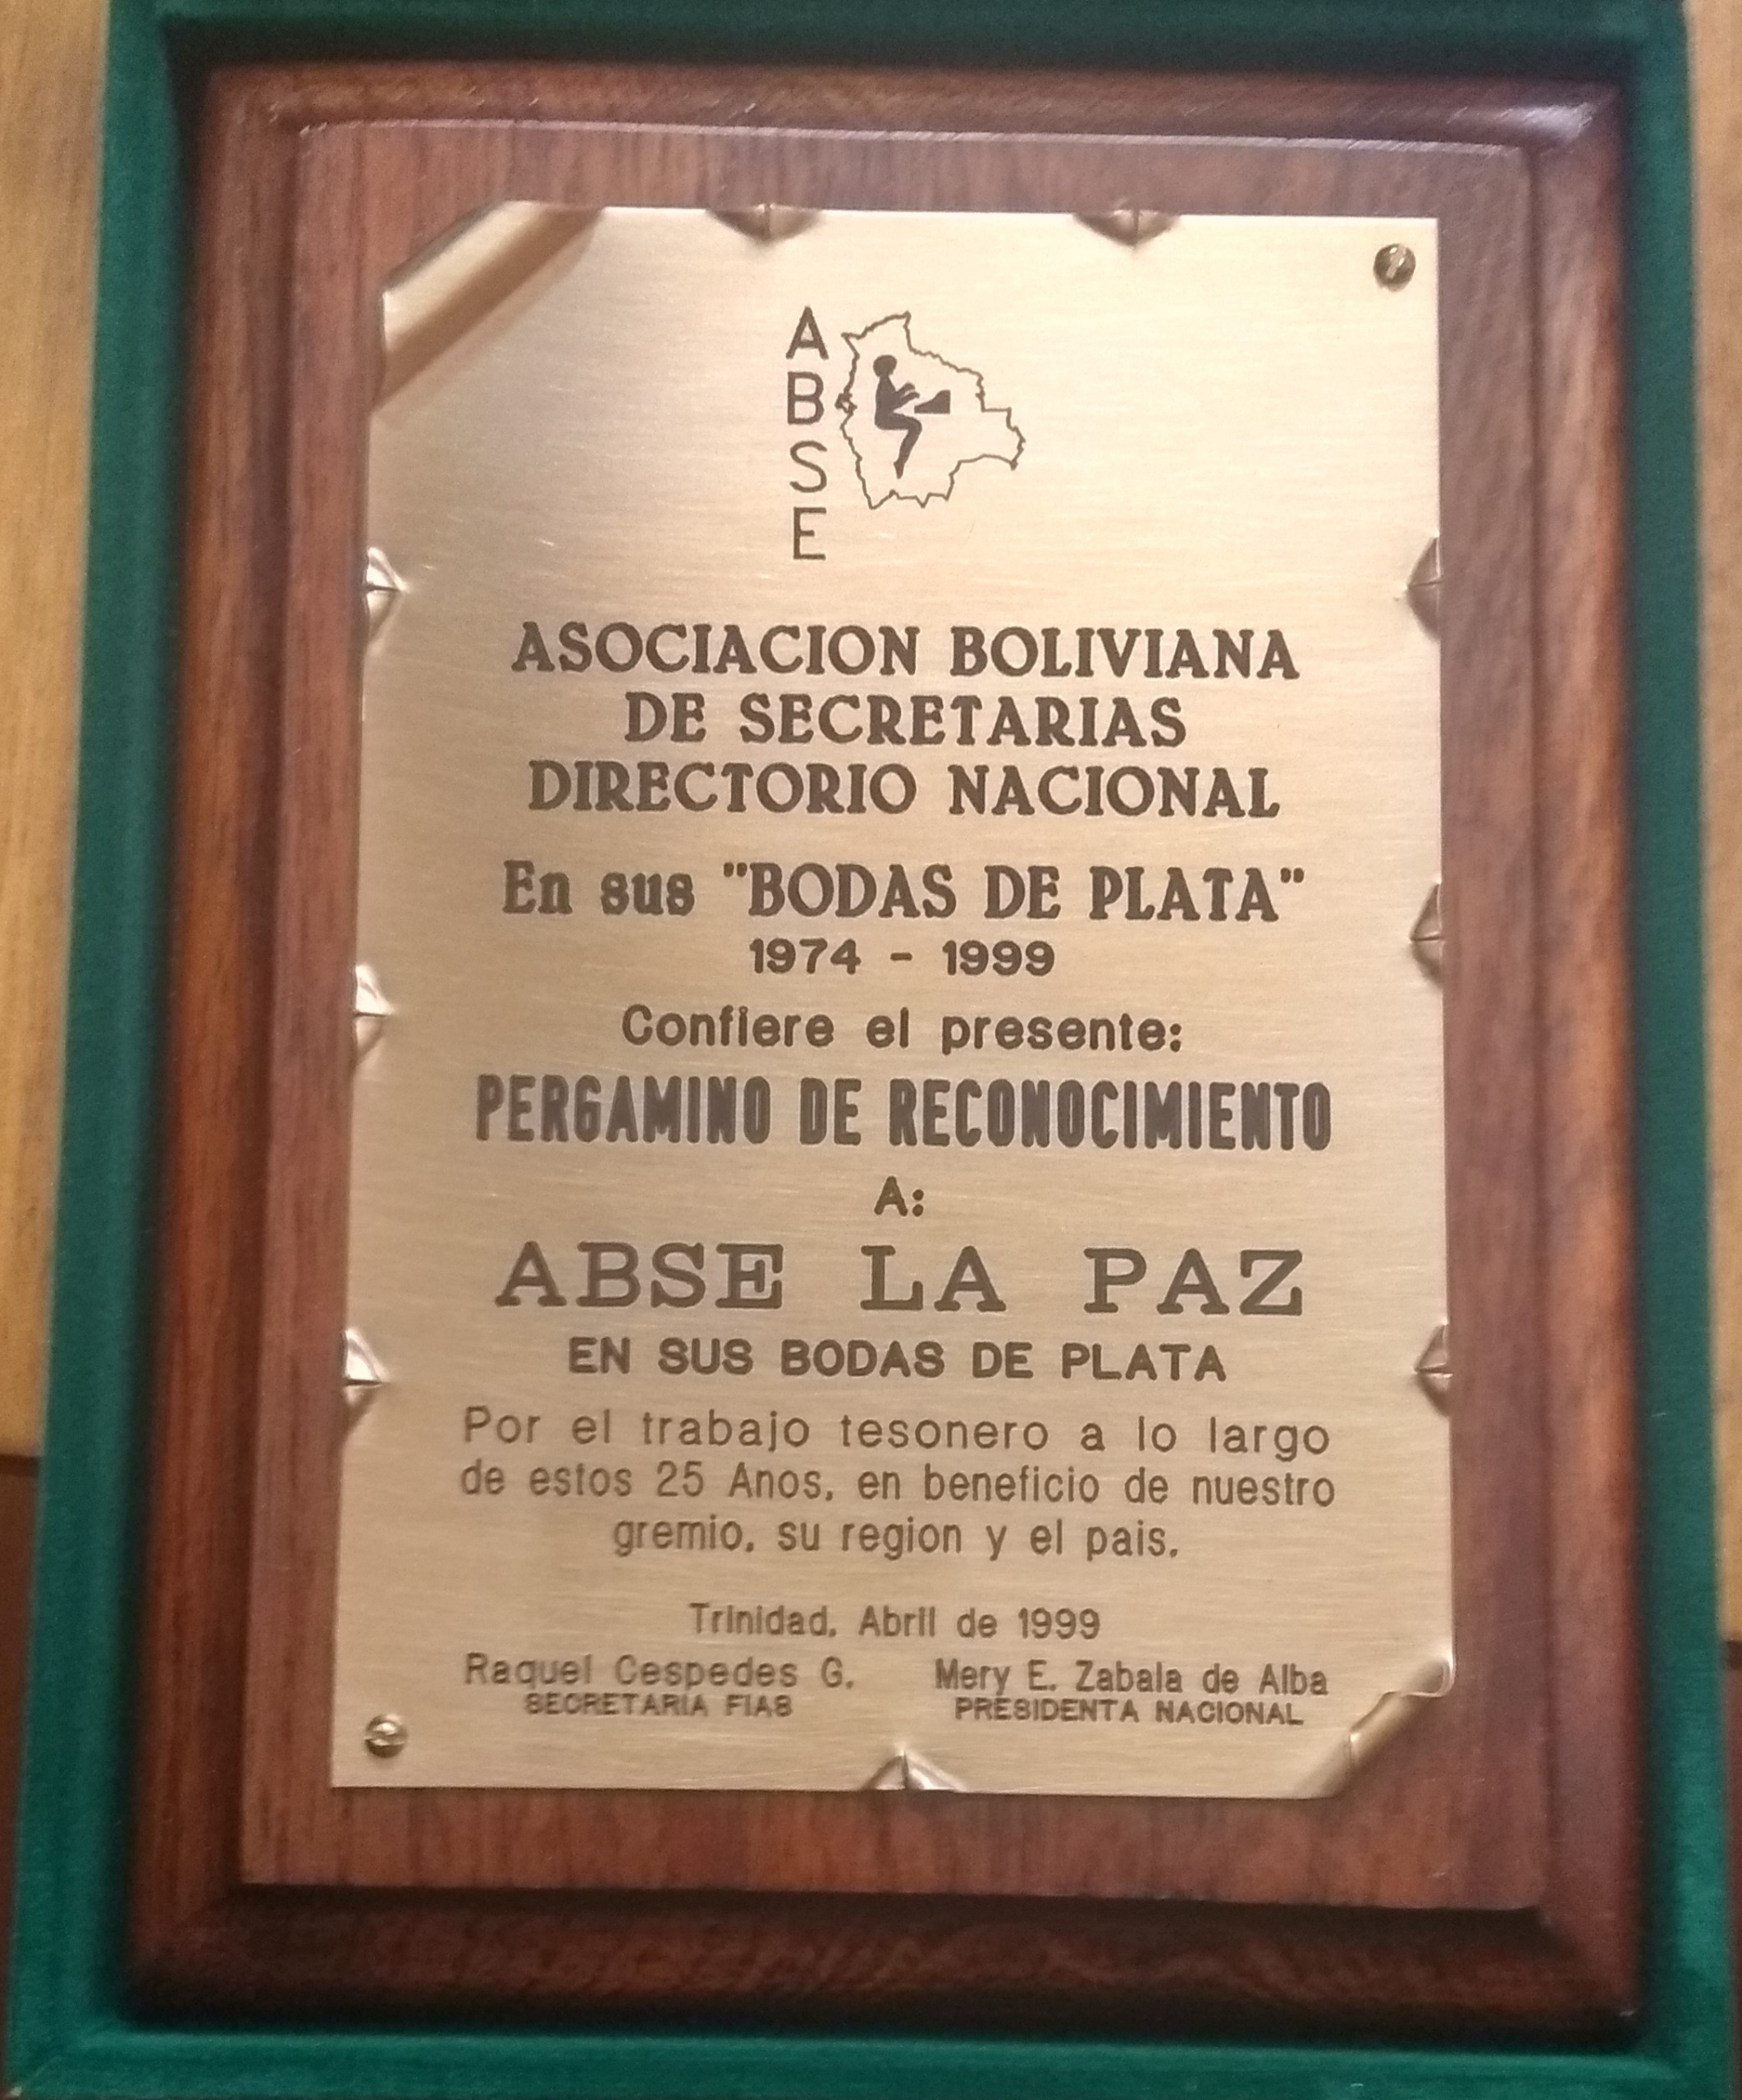 ABSE
ASOCIACION BOLIVIANA
DE SECRETARIAS
DIRECTORIO NACIONAL
En sus "BODAS DE PLATA"
1974 - 1999
Confiere el presente:
PERGAMINO DE RECONOCIMIENTO
A:
ABSE LA PAZ
EN SUS BODAS DE PLATA
Por el trabajo tesonero a lo largo
de estos 25 Anos, en beneficio de nuestro
gremio, su region y el pais.
Trinidad, Abril de 1999
Raquel Cespedes G. Mery E. Zabala de Alba
SECRETARIA FIAS PRESIDENTA NACIONAL